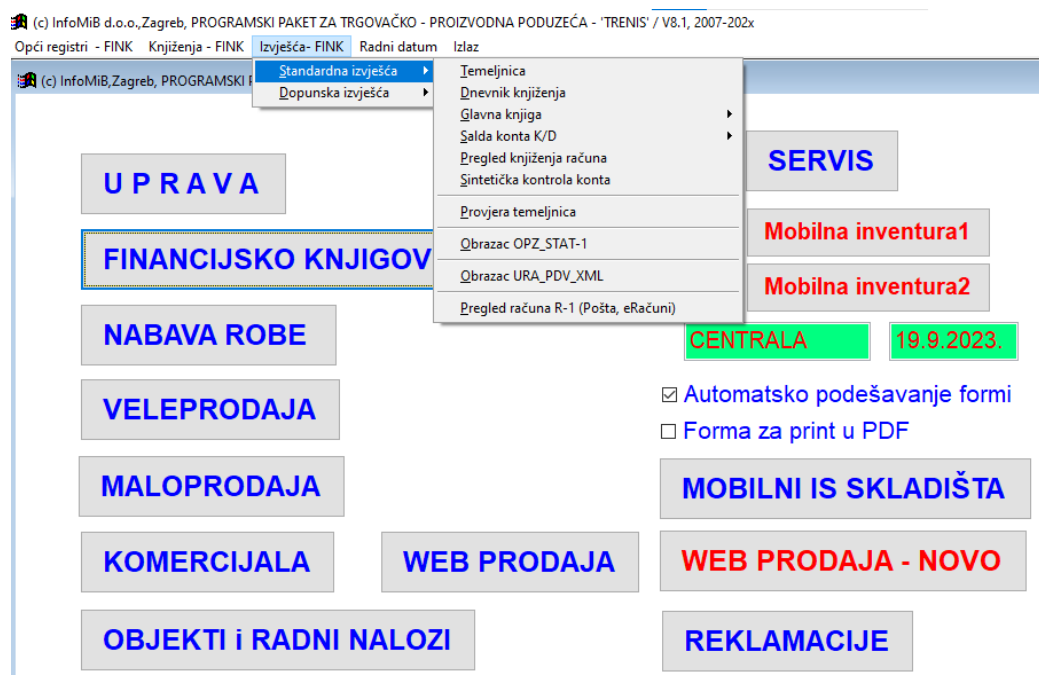 (c) InfoMiB d.o.o.,Zagreb, PROGRAMSKI PAKET ZA TRGOVAČKO - PROIZVODNA PODUZEĆA - 'TRENIS' / V8.1, 2007-202x
Opći registri - FINK Knjiženja - FINK Izvješća- FINK Radni datum Izlaz
(c) InfoMiB,Zagreb, PROGRAMSKI
Standardna izvješća
Dopunska izvješća
Temeljnica
Dnevnik knjiženja
Glavna knjiga
Salda konta K/D
Pregled knjiženja računa
Sintetička kontrola konta
Provjera temeljnica
Obrazac OPZ_STAT-1
Obrazac URA_PDV_XML
Pregled računa R-1 (Pošta, eRačuni)
U P R A V A
SERVIS
FINANCIJSKO KNJIGOV
Mobilna inventura1
Mobilna inventura2
NABAVA ROBE
CENTRALA 19.9.2023.
VELEPRODAJA
Automatsko podešavanje formi
Forma za print u PDF
MALOPRODAJA
MOBILNI IS SKLADIŠTA
KOMERCIJALA
WEB PRODAJA
WEB PRODAJA - NOVO
OBJEKTI i RADNI NALOZI
REKLAMACIJE